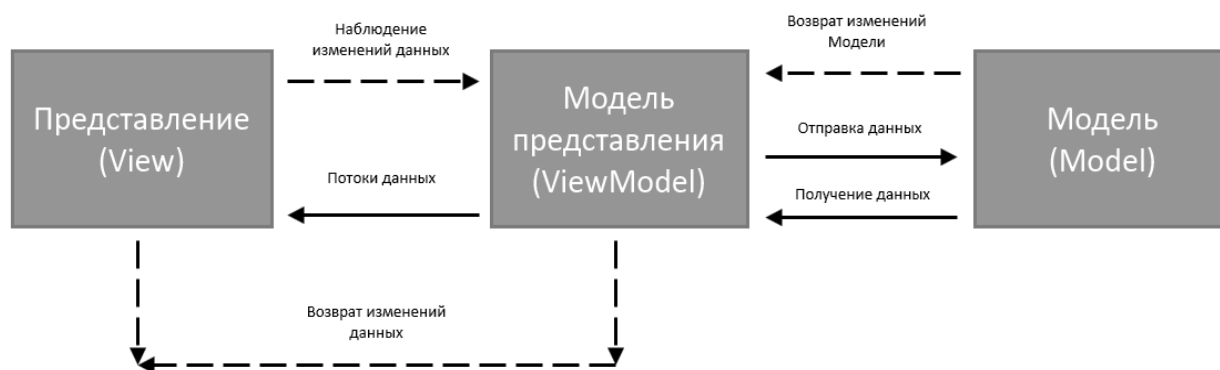 Наблюдение
изменений данных
Возврат изменений
Модели
Представление
(View)
Модель
представления
(ViewModel)
Отправка данных
Модель
(Model)
Потоки данных
Получение данных
Возврат изменений
данных